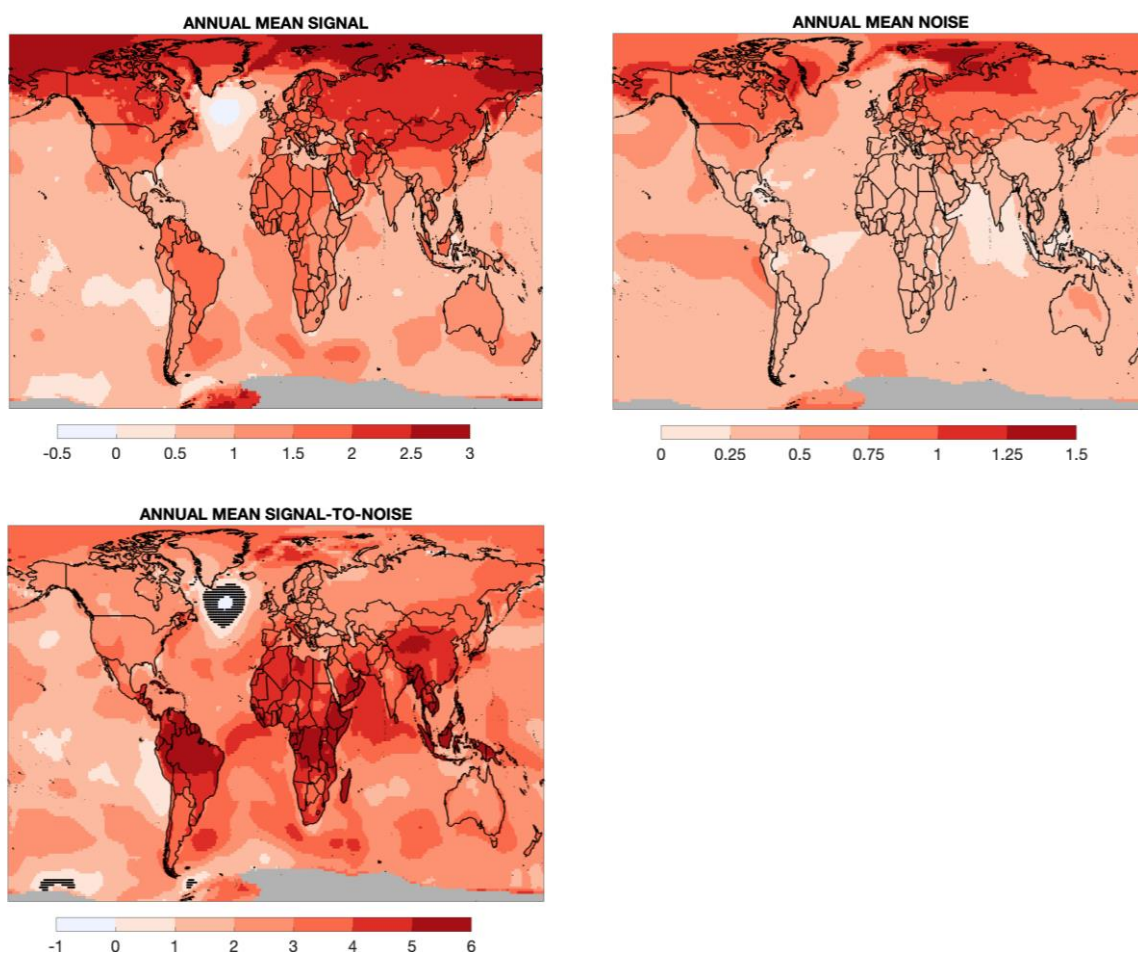 ANNUAL MEAN SIGNAL
-0.5 0 0.5 1 1.5 2 2.5 3
ANNUAL MEAN NOISE
0 0.25 0.5 0.75 1 1.25 1.5
ANNUAL MEAN SIGNAL-TO-NOISE
-1 0 1 2 3 4 5 6